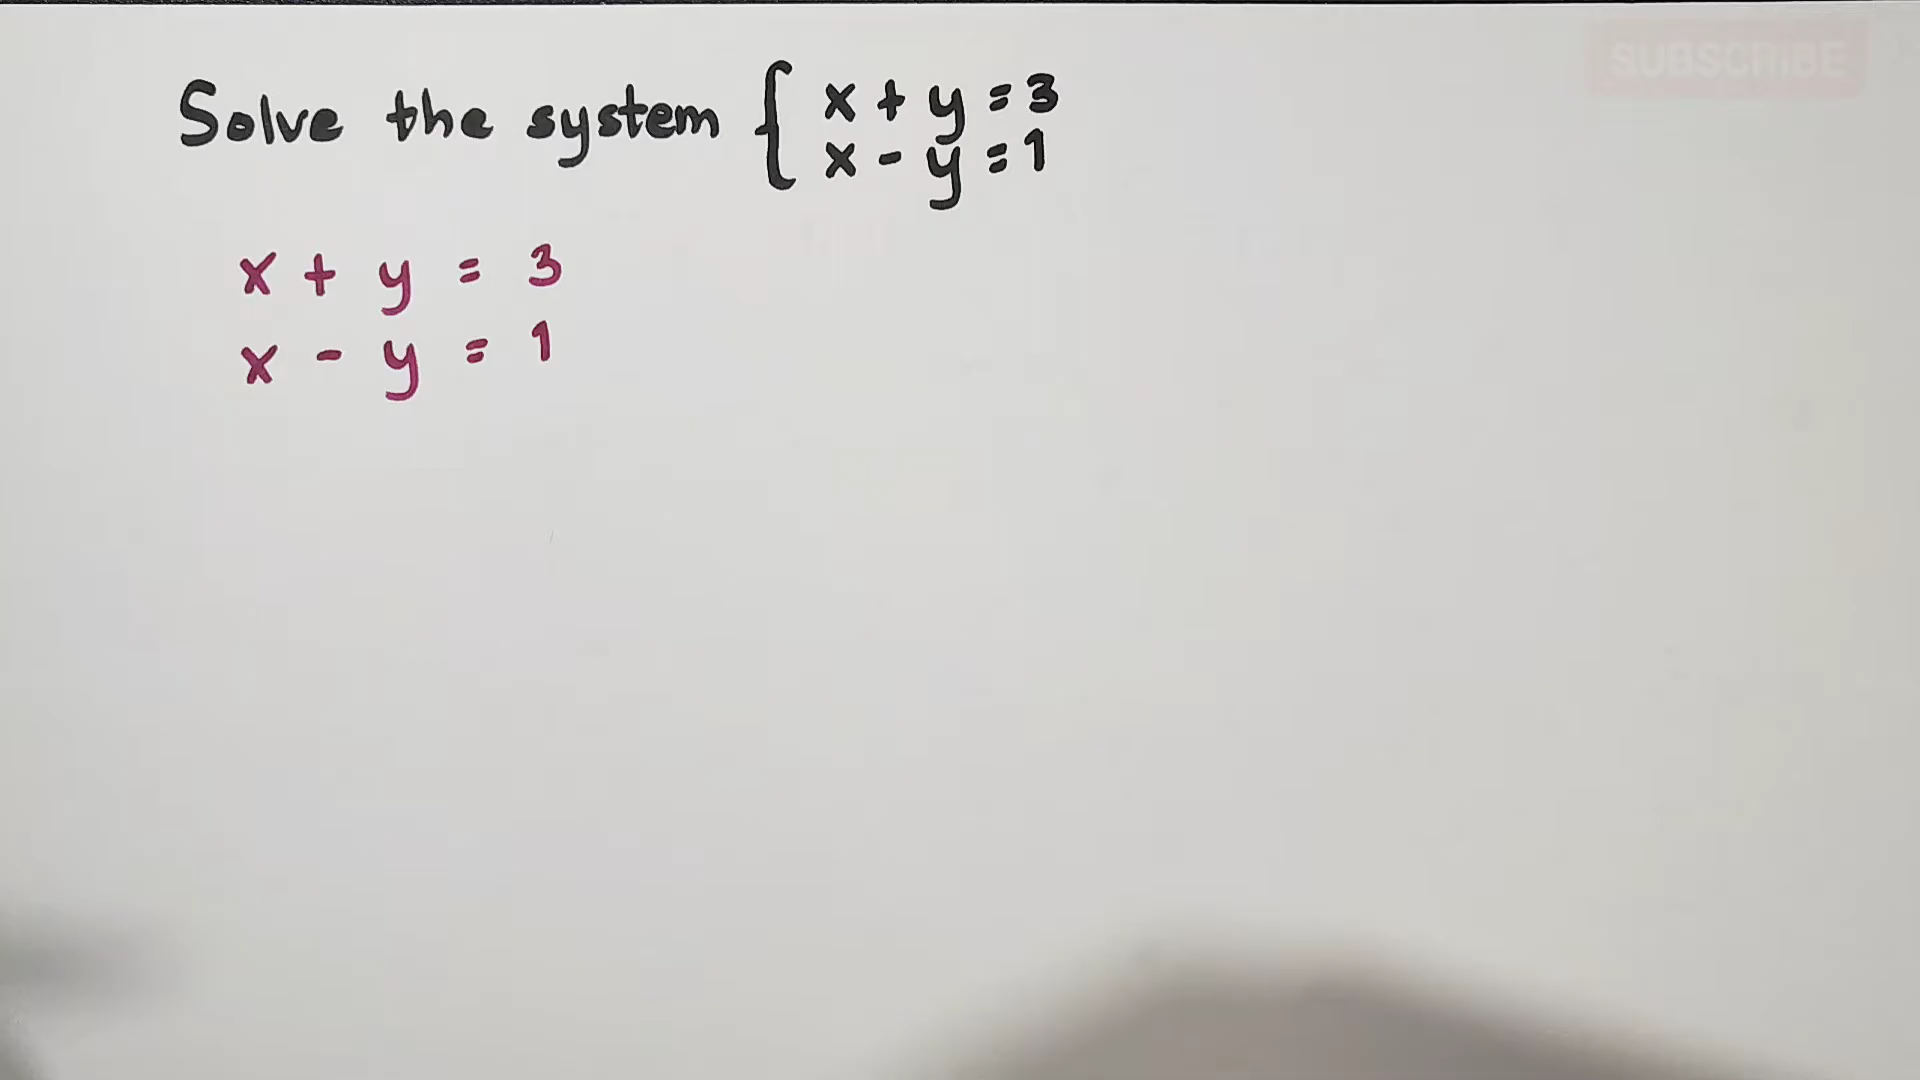 SUBSCRIBE
Solve the system { x + y = 3
x - y = 1
x + y = 3
x - y = 1